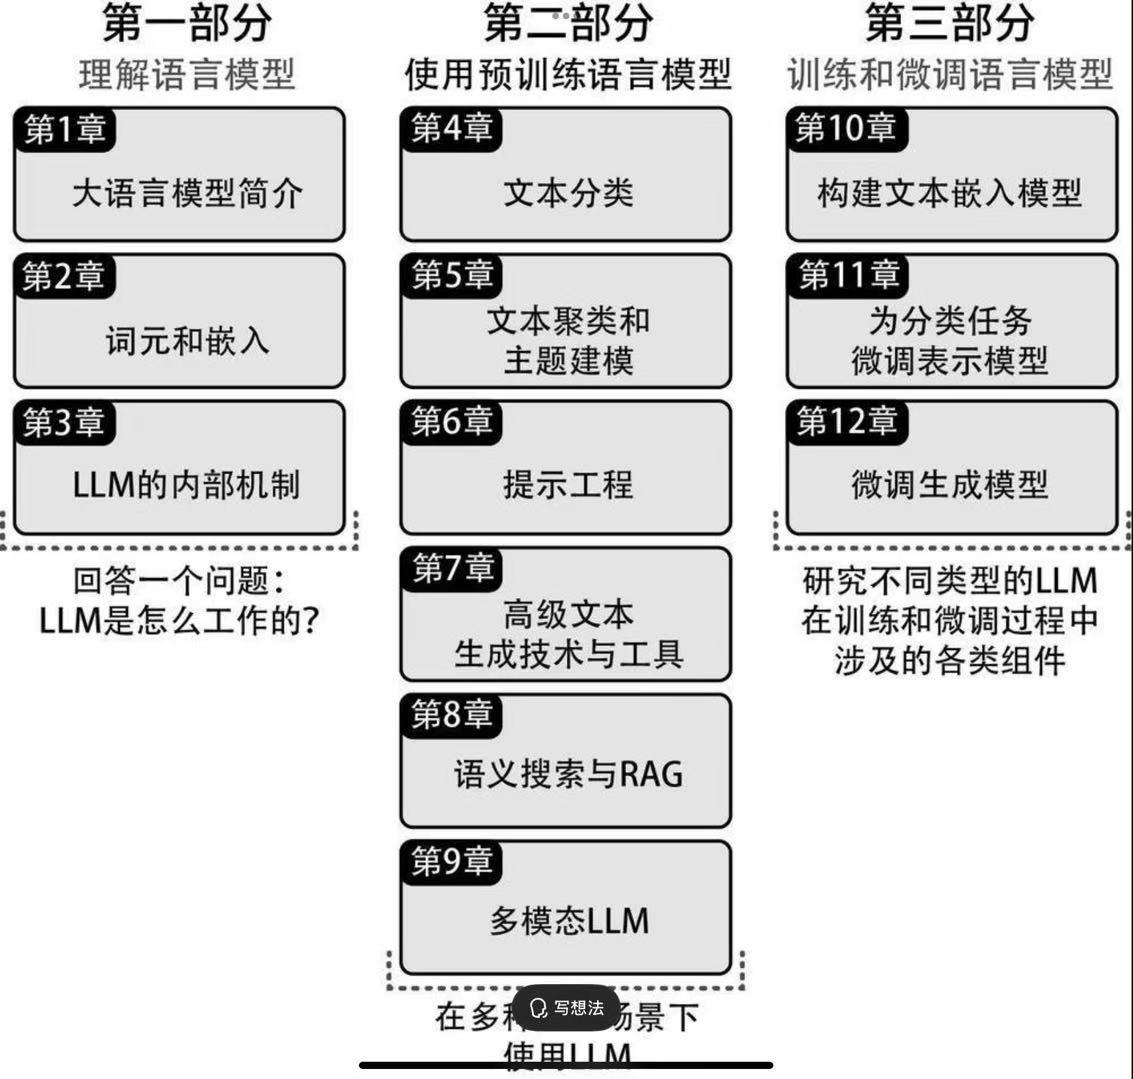 第一部分
理解语言模型
第1章
大语言模型简介
第2章
词元和嵌入
第3章
LLM的内部机制
回答一个问题：
LLM是怎么工作的？
第二部分
使用预训练语言模型
第4章
文本分类
第5章
文本聚类和
主题建模
第6章
提示工程
第7章
高级文本
生成技术与工具
第8章
语义搜索与RAG
第9章
多模态LLM
在多种 场景下
使用LLM
写想法
第三部分
训练和微调语言模型
第10章
构建文本嵌入模型
第11章
为分类任务
微调表示模型
第12章
微调生成模型
研究不同类型的LLM
在训练和微调过程中
涉及的各类组件